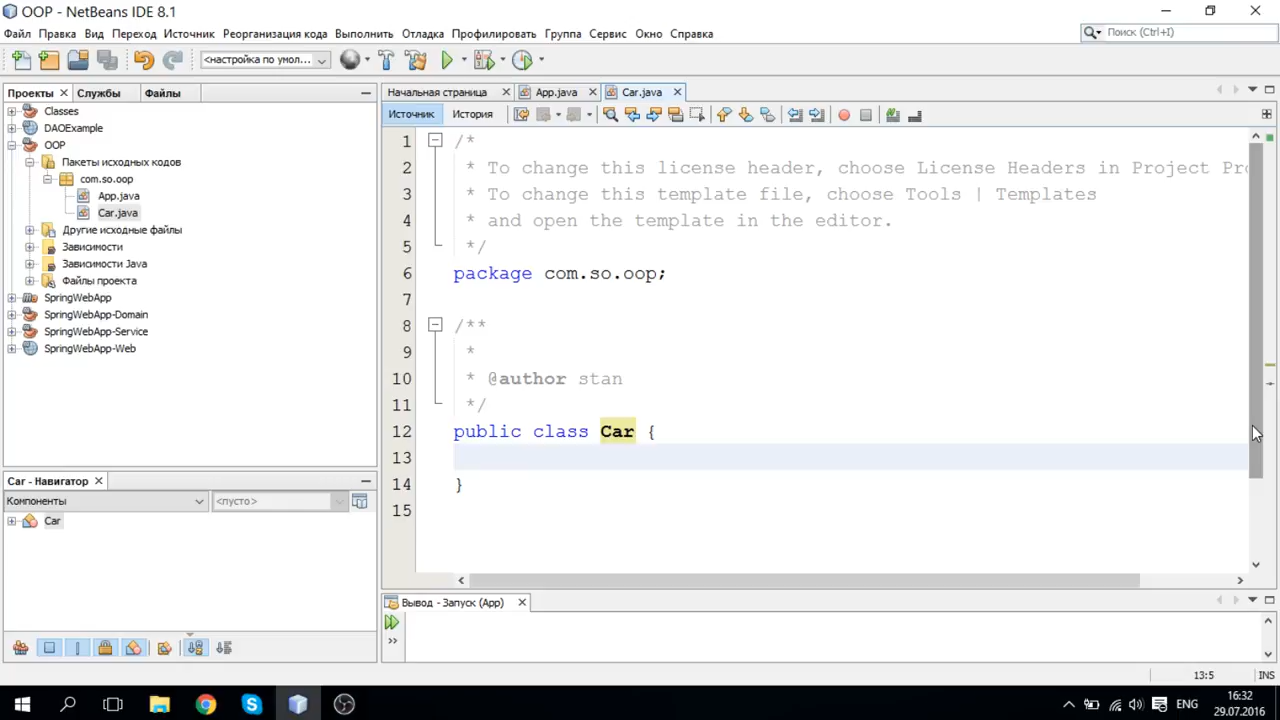 OOP - NetBeans IDE 8.1
Файл Правка Вид Переход Источник Реорганизация кода Выполнить Отладка Профилировать Группа Сервис Окно Справка
Поиск (Ctrl+I)
<настройка по умол...
Проекты Службы Файлы
Начальная страница App.java Car.java
Classes
DAOExample
OOP
Пакеты исходных кодов
com.so.oop
App.java
Car.java
Другие исходные файлы
Зависимости
Зависимости Java
Файлы проекта
SpringWebApp
SpringWebApp-Domain
SpringWebApp-Service
SpringWebApp-Web
Источник История
1 /*
2 * To change this license header, choose License Headers in Project Pro
3 * To change this template file, choose Tools | Templates
4 * and open the template in the editor.
5 */
6 package com.so.oop;
7
8 /**
9 *
10 * @author stan
11 */
12 public class Car {
13
14 }
15
Car - Навигатор
Компоненты <пусто>
Car
Вывод - Запуск (App)
13:5 INS
ENG
16:32
29.07.2016